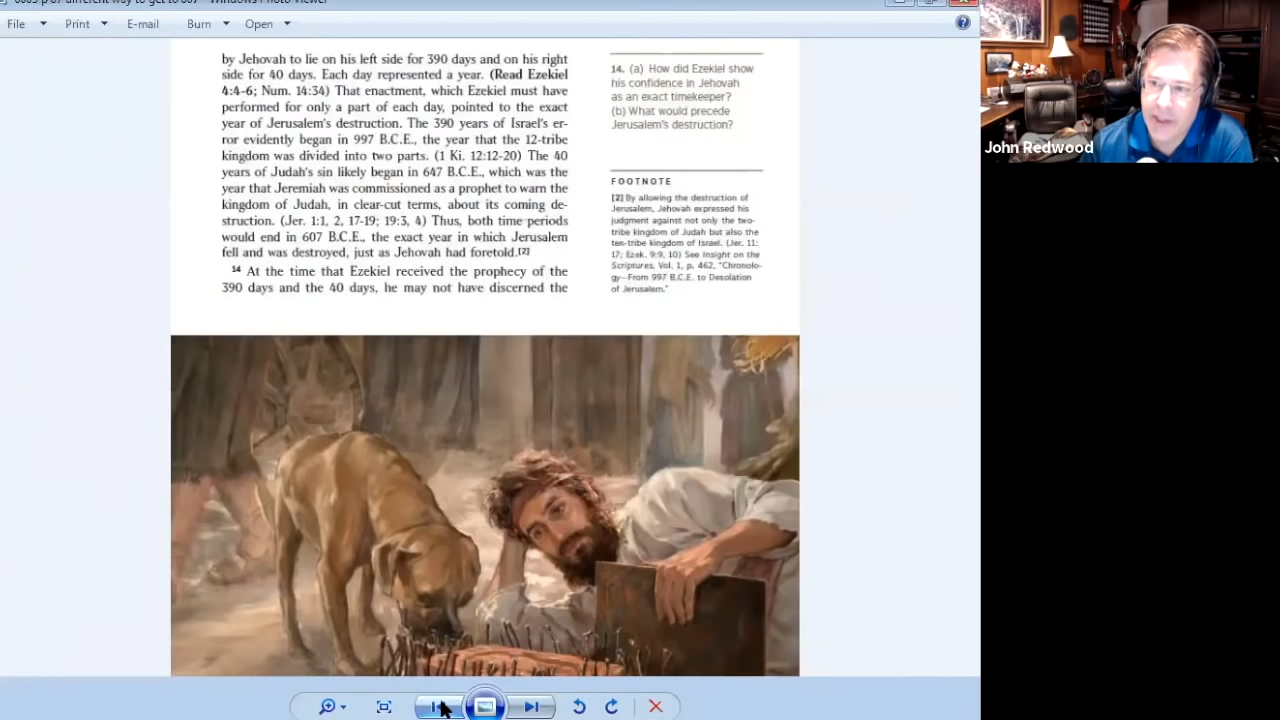 File Print E-mail Burn Open
by Jehovah to lie on his left side for 390 days and on his right
side for 40 days. Each day represented a year. (Read Ezekiel
4:4-6; Num. 14:34) That enactment, which Ezekiel must have
performed for only a part of each day, pointed to the exact
year of Jerusalem's destruction. The 390 years of Israel's er-
ror evidently began in 997 B.C.E., the year that the 12-tribe
kingdom was divided into two parts. (1 Ki. 12:12-20) The 40
years of Judah's sin likely began in 647 B.C.E., which was the
year that Jeremiah was commissioned as a prophet to warn the
kingdom of Judah, in clear-cut terms, about its coming de-
struction. (Jer. 1:1, 2, 17-19; 19:3, 4) Thus, both time periods
would end in 607 B.C.E., the exact year in which Jerusalem
fell and was destroyed, just as Jehovah had foretold.[2]
14 At the time that Ezekiel received the prophecy of the
390 days and the 40 days, he may not have discerned the
14. (a) How did Ezekiel show
his confidence in Jehovah
as an exact timekeeper?
(b) What would precede
Jerusalem's destruction?
FOOTNOTE
[2] By allowing the destruction of
Jerusalem, Jehovah expressed his
judgment against not only the two-
tribe kingdom of Judah but also the
ten-tribe kingdom of Israel. (Jer. 11:
17; Ezek. 9:9, 10) See Insight on the
Scriptures, Vol. 1, p. 462, "Chronolo-
gy—From 997 B.C.E. to Desolation
of Jerusalem."
John Redwood